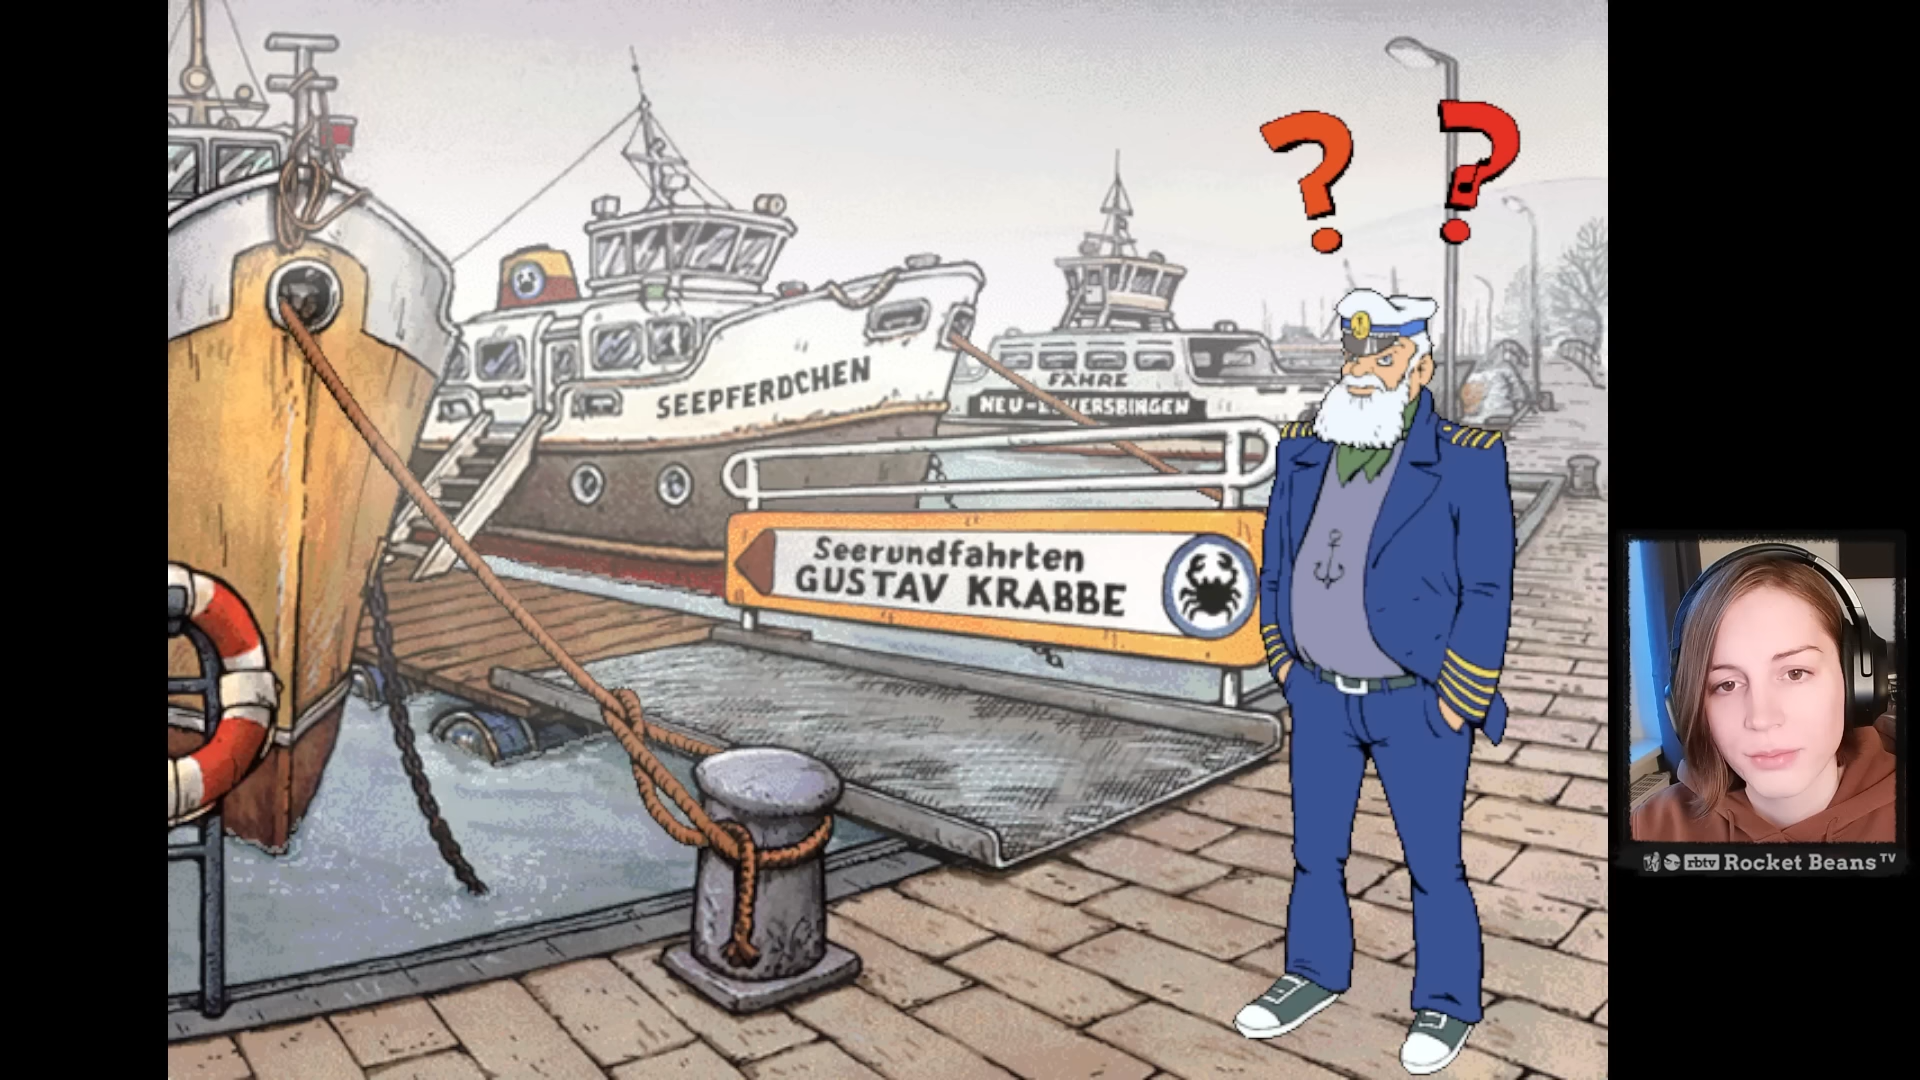 SEEPFERDCHEN
FÄHRE
Seerundfahrten
GUSTAV KRABBE
? ?
rbtv Rocket Beans TV